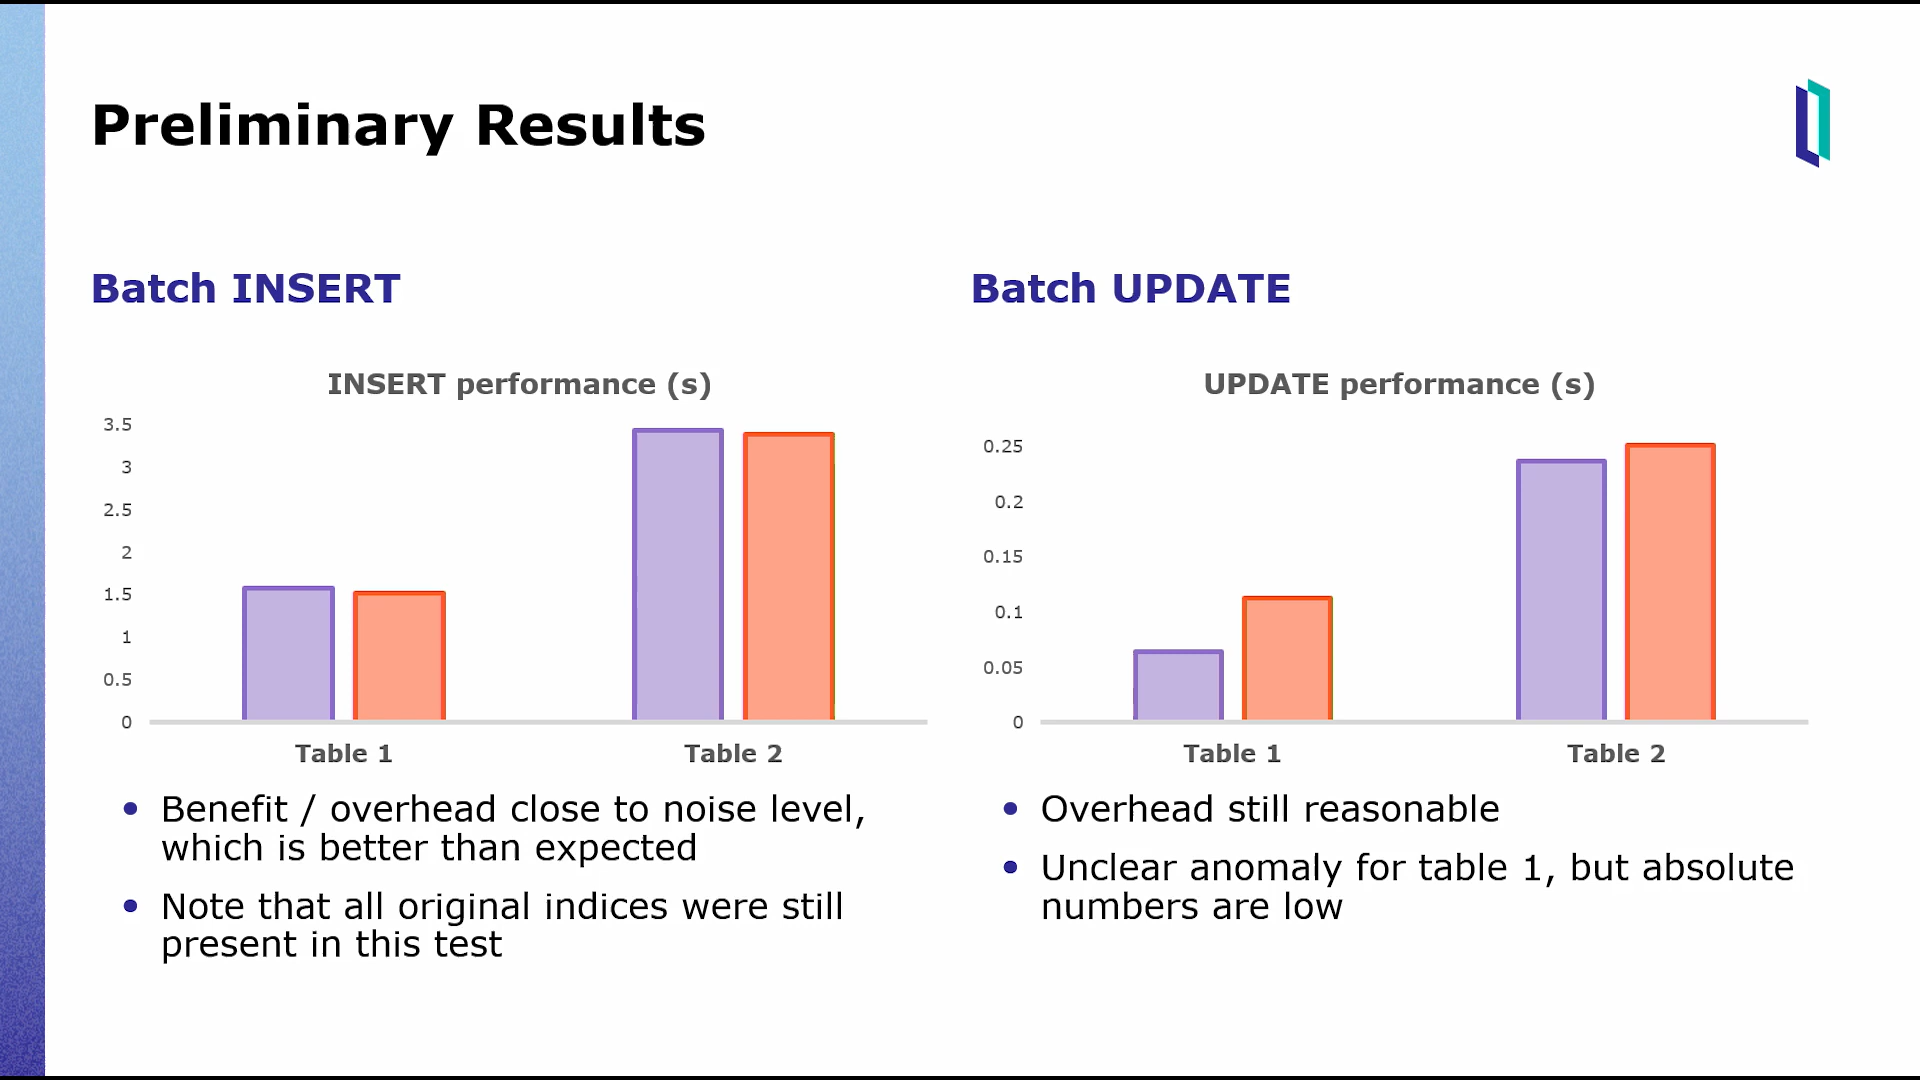 Preliminary Results
Batch INSERT
INSERT performance (s)
3.5
3
2.5
2
1.5
1
0.5
0
Table 1
Table 2
• Benefit / overhead close to noise level,
which is better than expected
• Note that all original indices were still
present in this test
Batch UPDATE
UPDATE performance (s)
0.25
0.2
0.15
0.1
0.05
0
Table 1
Table 2
• Overhead still reasonable
• Unclear anomaly for table 1, but absolute
numbers are low